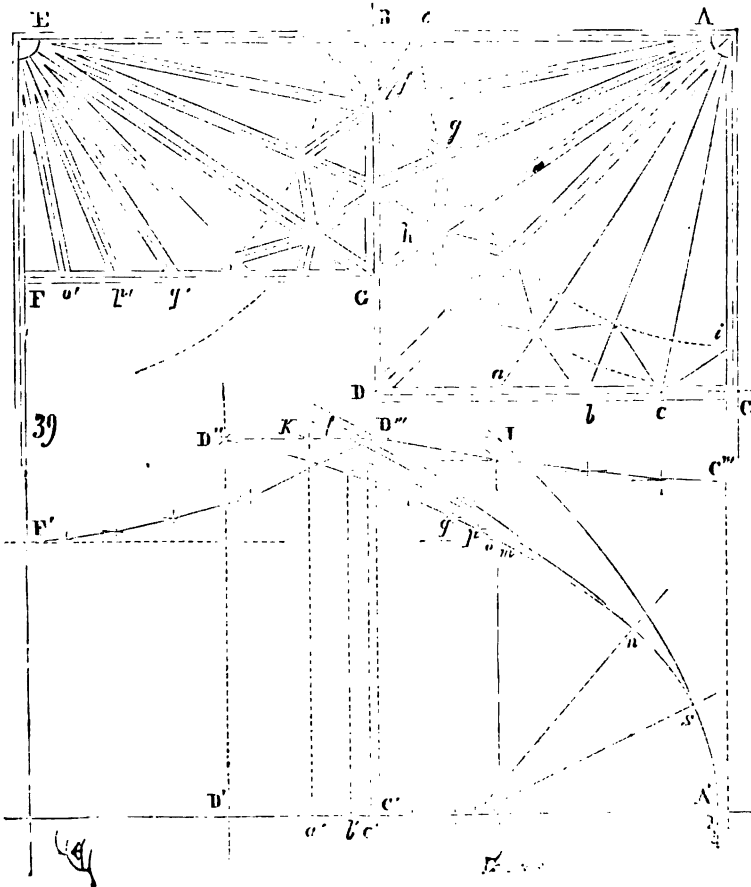 E B e A
f
g
h
F o' p' q' G
i
D a b c C
39
D'' K l D''' I
C'''
F'
q p o m
n
s
D' C' A'
a' b' c'